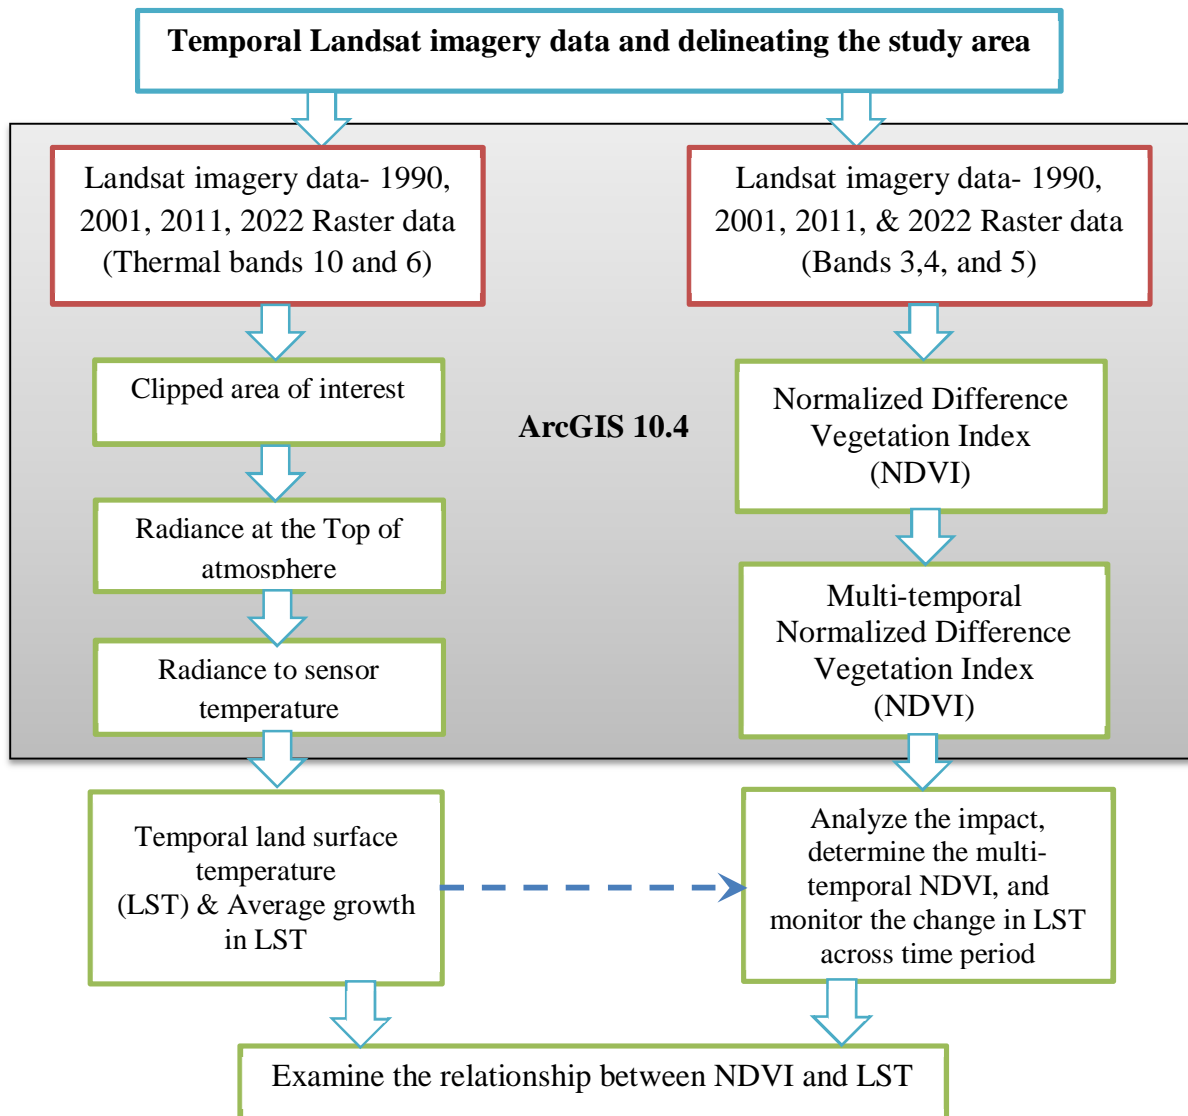 Temporal Landsat imagery data and delineating the study area
Landsat imagery data- 1990,
2001, 2011, 2022 Raster data
(Thermal bands 10 and 6)
Landsat imagery data- 1990,
2001, 2011, & 2022 Raster data
(Bands 3,4, and 5)
Clipped area of interest
ArcGIS 10.4
Normalized Difference
Vegetation Index
(NDVI)
Radiance at the Top of
atmosphere
Multi-temporal
Normalized Difference
Vegetation Index
(NDVI)
Radiance to sensor
temperature
Temporal land surface
temperature
(LST) & Average growth
in LST
Analyze the impact,
determine the multi-
temporal NDVI, and
monitor the change in LST
across time period
Examine the relationship between NDVI and LST